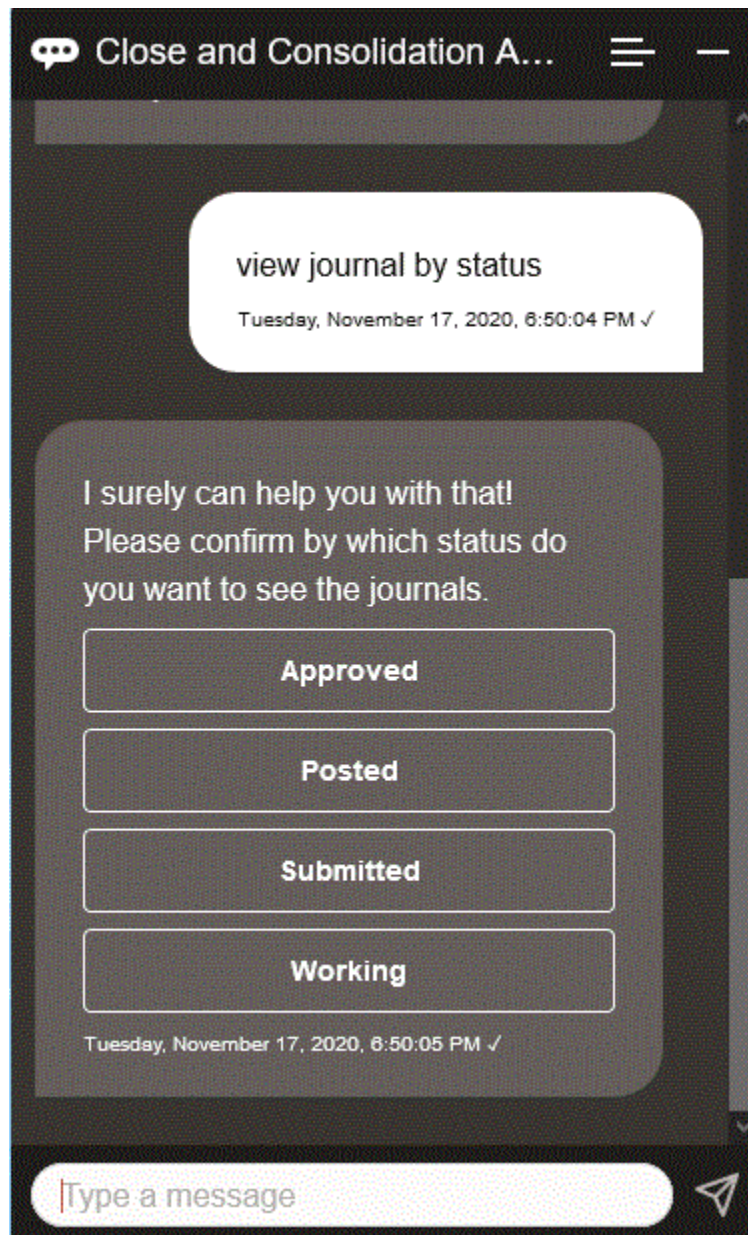 Close and Consolidation A...
view journal by status
Tuesday, November 17, 2020, 6:50:04 PM ✓
I surely can help you with that!
Please confirm by which status do
you want to see the journals.
Approved
Posted
Submitted
Working
Tuesday, November 17, 2020, 6:50:05 PM ✓
Type a message